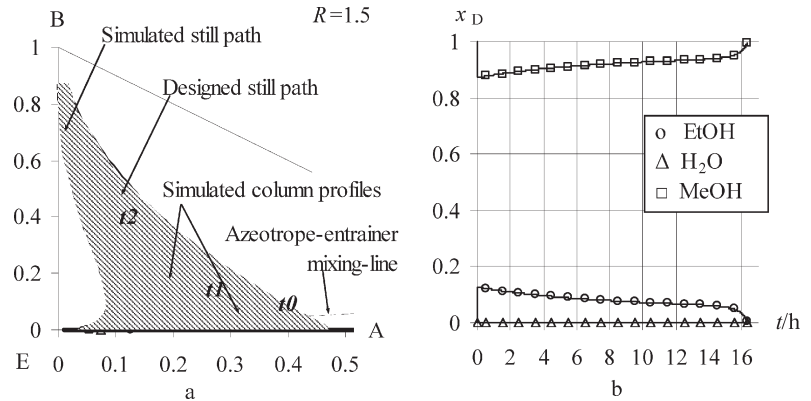 B
R=1.5
Simulated still path
Designed still path
Simulated column profiles
Azeotrope-entrainer
mixing-line
t2
t1
t0
1
0.8
0.6
0.4
0.2
0
A
E
0 0.1 0.2 0.3 0.4 0.5
a
x D
1
0.8
0.6
0.4
0.2
0
EtOH
H₂O
MeOH
0 2 4 6 8 10 12 14 16
t/h
b